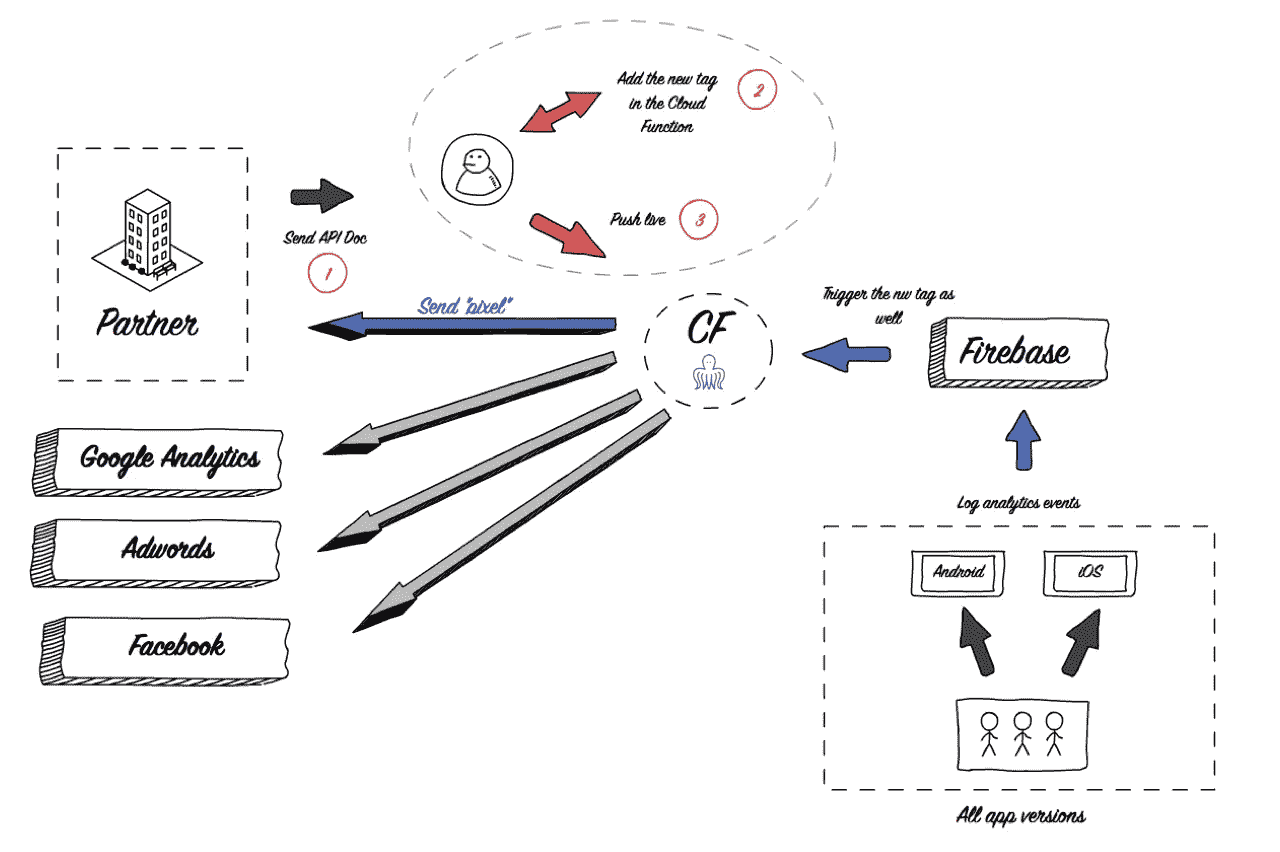 Add the new tag
in the Cloud
Function
2
Push live
3
Send API Doc
1
Partner
Send "pixel"
CF
Trigger the nw tag as
well
Firebase
Google Analytics
Adwords
Facebook
Log analytics events
Android
iOS
All app versions